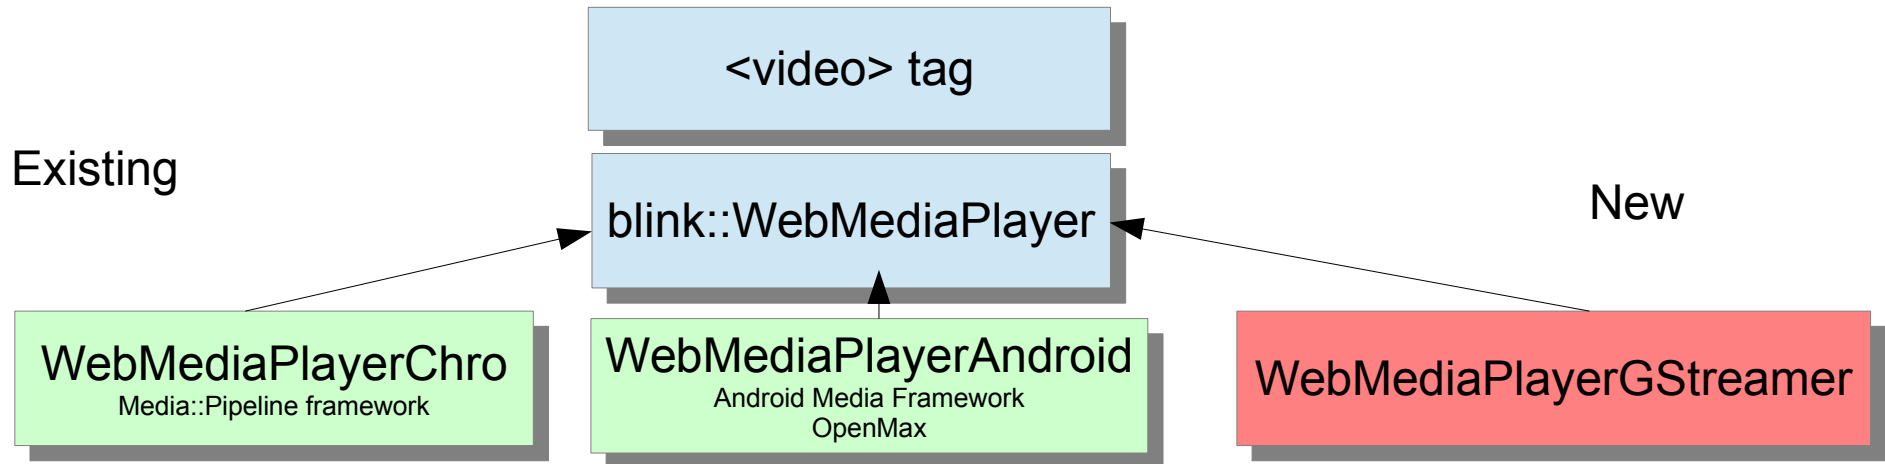 <video> tag
Existing
New
blink::WebMediaPlayer
WebMediaPlayerChro
Media::Pipeline framework
WebMediaPlayerAndroid
Android Media Framework
OpenMax
WebMediaPlayerGStreamer